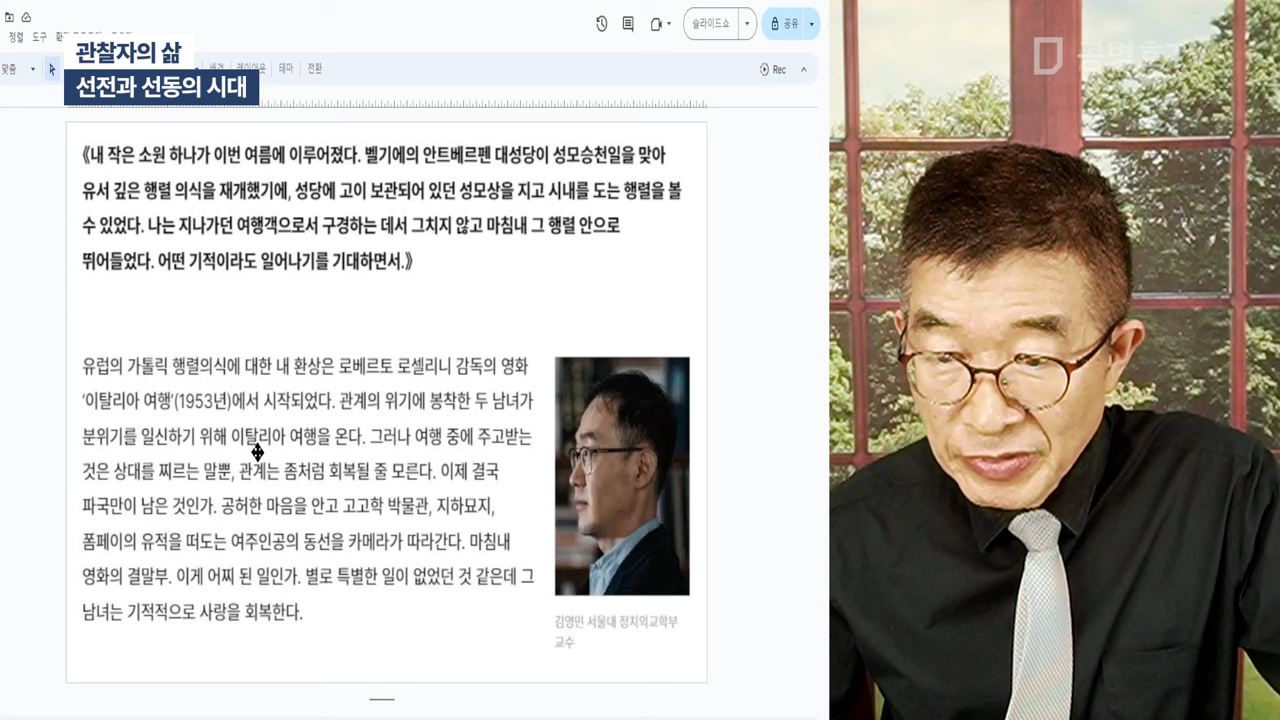 정렬 도구
관찰자의 삶
선전과 선동의 시대
맞춤
배경 레이아웃 테마 전환
슬라이드쇼
공유
Rec
《내 작은 소원 하나가 이번 여름에 이루어졌다. 벨기에의 안트베르펜 대성당이 성모승천일을 맞아
유서 깊은 행렬 의식을 재개했기에, 성당에 고이 보관되어 있던 성모상을 지고 시내를 도는 행렬을 볼
수 있었다. 나는 지나가던 여행객으로서 구경하는 데서 그치지 않고 마침내 그 행렬 안으로
뛰어들었다. 어떤 기적이라도 일어나기를 기대하면서.》
유럽의 가톨릭 행렬의식에 대한 내 환상은 로베르토 로셀리니 감독의 영화
‘이탈리아 여행’(1953년)에서 시작되었다. 관계의 위기에 봉착한 두 남녀가
분위기를 일신하기 위해 이탈리아 여행을 온다. 그러나 여행 중에 주고받는
것은 상대를 찌르는 말뿐, 관계는 좀처럼 회복될 줄 모른다. 이제 결국
파국만이 남은 것인가. 공허한 마음을 안고 고고학 박물관, 지하묘지,
폼페이의 유적을 떠도는 여주인공의 동선을 카메라가 따라간다. 마침내
영화의 결말부. 이게 어찌 된 일인가. 별로 특별한 일이 없었던 것 같은데 그
남녀는 기적적으로 사랑을 회복한다.
김영민 서울대 정치외교학부
교수